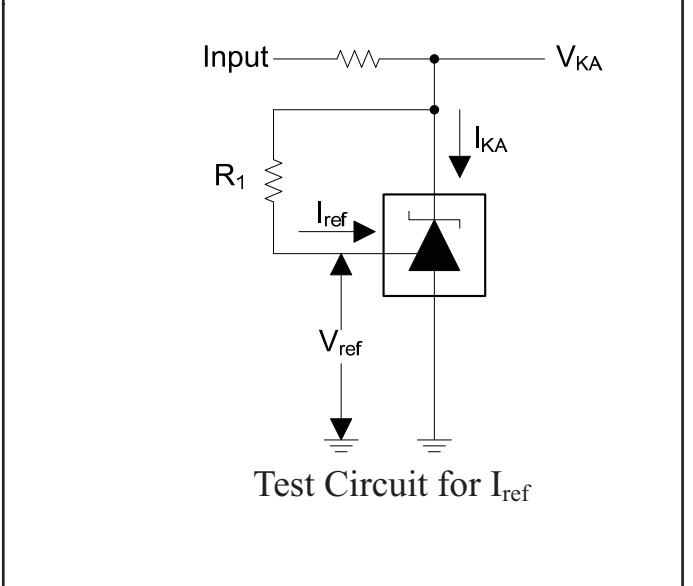 Input
V_KA
I_KA
R_1
I_ref
V_ref
Test Circuit for I_ref